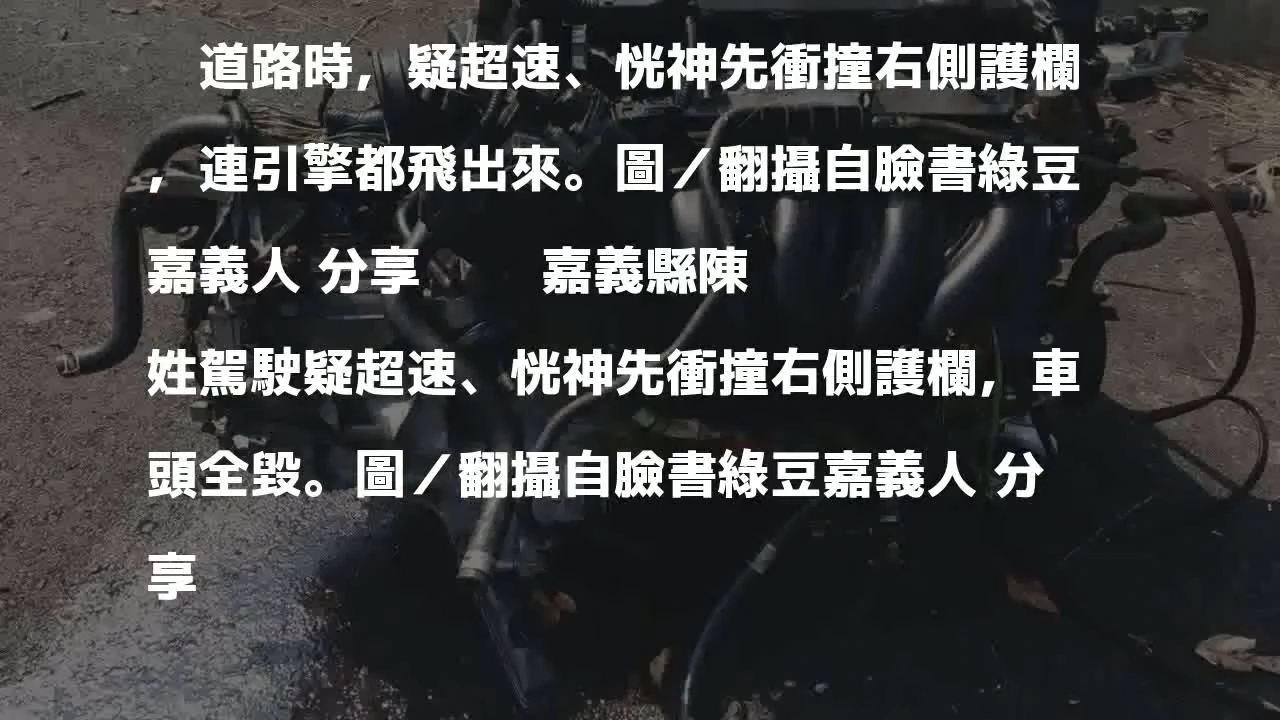 道路時，疑超速、恍神先衝撞右側護欄
，連引擎都飛出來。圖／翻攝自臉書綠豆
嘉義人 分享　　嘉義縣陳
姓駕駛疑超速、恍神先衝撞右側護欄，車
頭全毀。圖／翻攝自臉書綠豆嘉義人 分
享